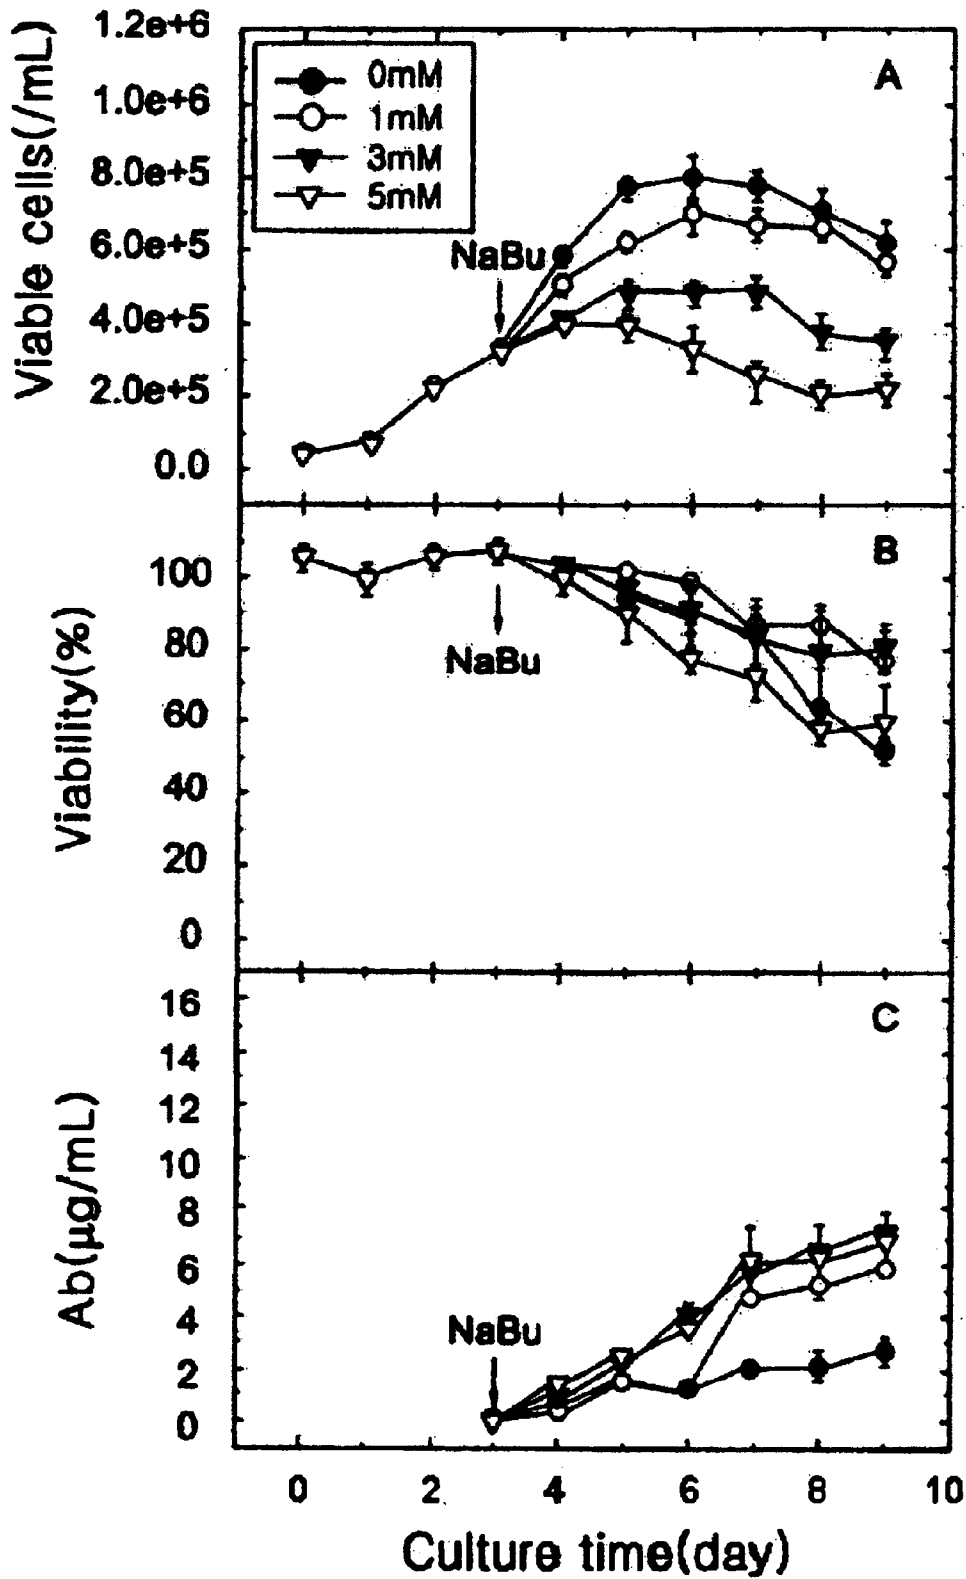 1.2e+6
1.0e+6
8.0e+5
6.0e+5
4.0e+5
2.0e+5
0.0
Viable cells(/mL)
0mM
1mM
3mM
5mM
A
NaBu
100
80
60
40
20
0
Viability(%)
B
NaBu
16
14
12
10
8
6
4
2
0
Ab(μg/mL)
C
NaBu
0 2 4 6 8 10
Culture time(day)